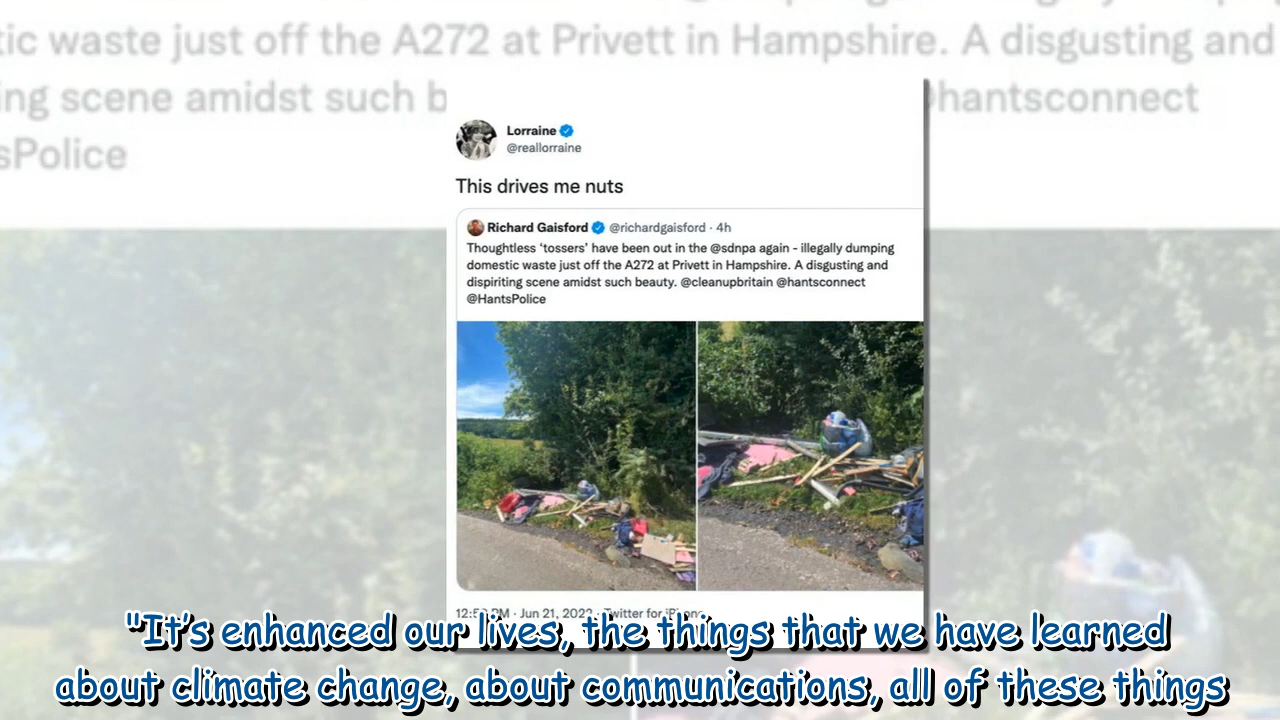 tic waste just off the A272 at Privett in Hampshire. A disgusting and
ing scene amidst such b
hantsconnect
sPolice
Lorraine
@reallorraine
This drives me nuts
Richard Gaisford @richardgaisford · 4h
Thoughtless ‘tossers’ have been out in the @sdnpa again - illegally dumping
domestic waste just off the A272 at Privett in Hampshire. A disgusting and
dispiriting scene amidst such beauty. @cleanupbritain @hantsconnect
@HantsPolice
PM · Jun 21, 2022 · Twitter for iPhone
"It's enhanced our lives, the things that we have learned
about climate change, about communications, all of these things